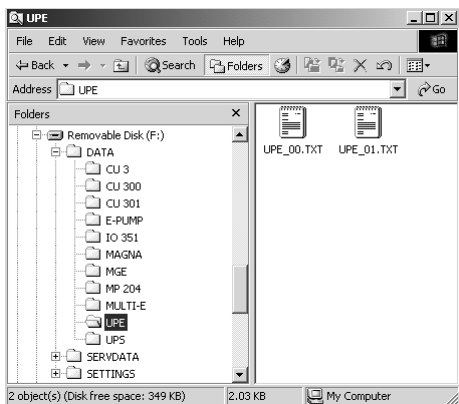 UPE
File Edit View Favorites Tools Help
Back Search Folders
Address UPE Go
Folders
Removable Disk (F:)
DATA
CU 3
CU 300
CU 301
E-PUMP
IO 351
MAGNA
MGE
MP 204
MULTI-E
UPE
UPS
SERVDATA
SETTINGS
UPE_00.TXT UPE_01.TXT
2 object(s) (Disk free space: 349 KB) 2.03 KB My Computer